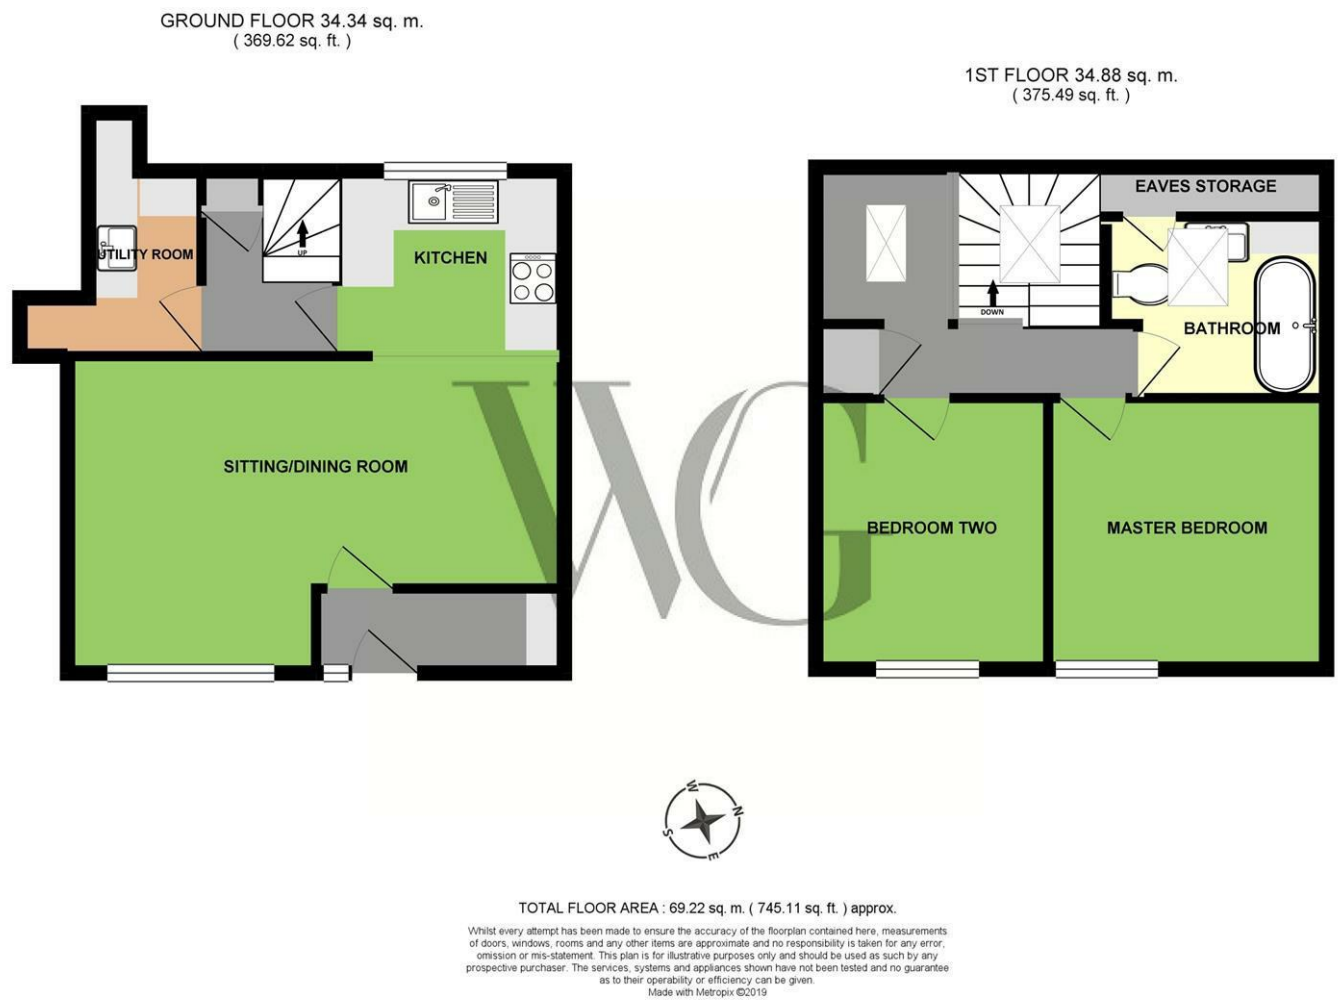 GROUND FLOOR 34.34 sq. m.
( 369.62 sq. ft. )
1ST FLOOR 34.88 sq. m.
( 375.49 sq. ft. )
UTILITY ROOM
UP
KITCHEN
SITTING/DINING ROOM
EAVES STORAGE
DOWN
BATHROOM
BEDROOM TWO
MASTER BEDROOM
WG
W
N
S
E
TOTAL FLOOR AREA : 69.22 sq. m. ( 745.11 sq. ft. ) approx.
Whilst every attempt has been made to ensure the accuracy of the floorplan contained here, measurements
of doors, windows, rooms and any other items are approximate and no responsibility is taken for any error,
omission or mis-statement. This plan is for illustrative purposes only and should be used as such by any
prospective purchaser. The services, systems and appliances shown have not been tested and no guarantee
as to their operability or efficiency can be given.
Made with Metropix ©2019